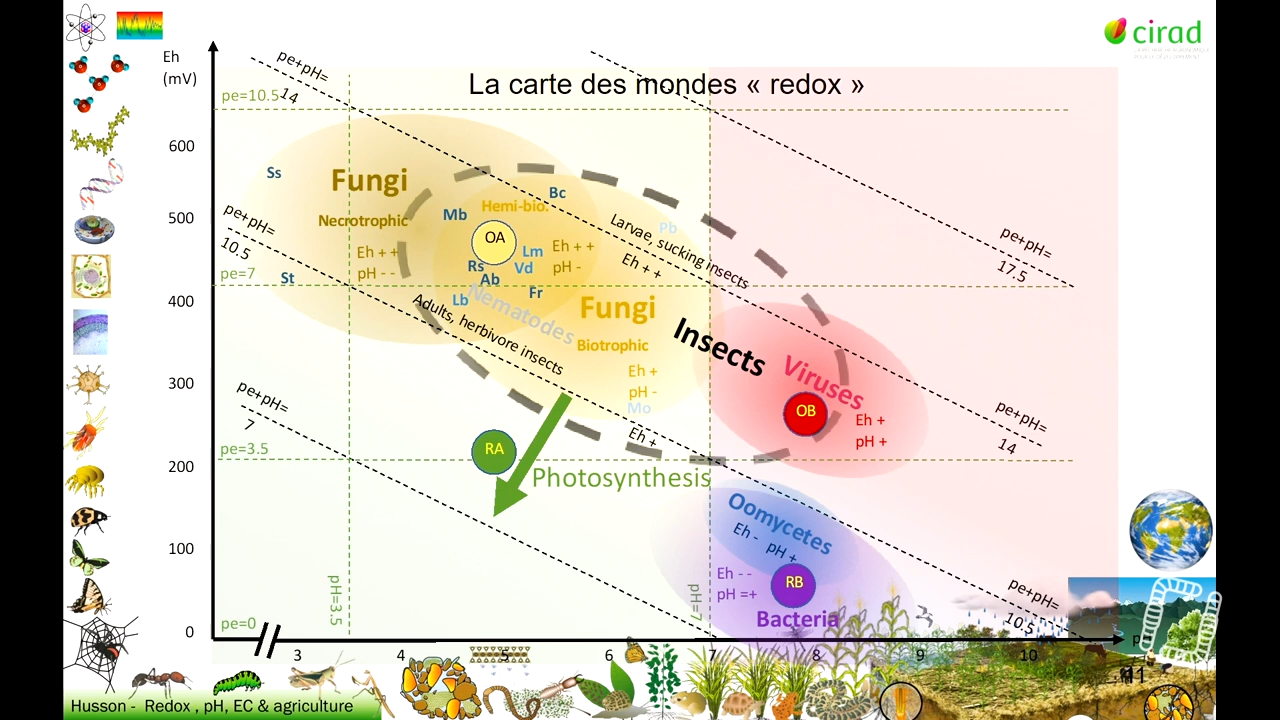 cirad
La carte des mondes « redox »
Eh
(mV)
pe+pH=
14
pe=10.5
600
Ss
Fungi
Bc
500
Necrotrophic
Mb
Hemi-bio.
Larvae, sucking insects
Pb
pe+pH=
10.5
OA
pe+pH=
17.5
Eh + +
pH - -
Lm
Eh + +
pH -
Eh + +
Rs
Vd
pe=7
St
Ab
400
Lb
Fr
Nematodes
Fungi
Adults, herbivore insects
Insects
Biotrophic
Viruses
300
Eh +
pH -
pe+pH=
7
Mo
OB
Eh +
pH +
pe+pH=
14
Eh +
pe=3.5
RA
200
Photosynthesis
Oomycetes
Eh - pH +
100
pH=3.5
pH=7
Eh - -
pH =+
RB
pe+pH=
10.5
Bacteria
pe=0
0
3
4
5
6
7
8
9
10
11
Husson - Redox , pH, EC & agriculture